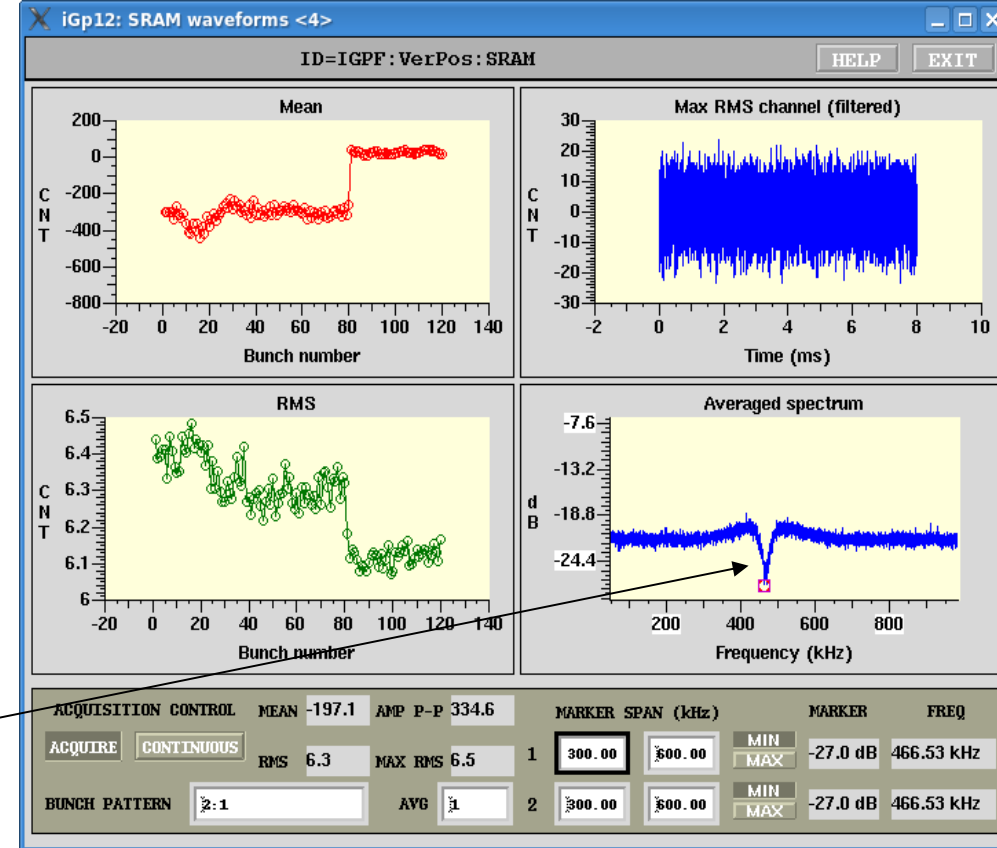 iGp12: SRAM waveforms <4>
ID=IGPF:VerPos:SRAM
HELP
EXIT
Mean
200
0
-200
-400
-600
-800
C
N
T
-20 0 20 40 60 80 100 120 140
Bunch number
Max RMS channel (filtered)
30
20
10
0
-10
-20
-30
C
N
T
-2 0 2 4 6 8 10
Time (ms)
RMS
6.5
6.4
6.3
6.2
6.1
6
C
N
T
-20 0 20 40 60 80 100 120 140
Bunch number
Averaged spectrum
-7.6
-13.2
-18.8
-24.4
d
B
200 400 600 800
Frequency (kHz)
ACQUISITION CONTROL
MEAN -197.1 AMP P-P 334.6
ACQUIRE
CONTINUOUS
RMS 6.3 MAX RMS 6.5
BUNCH PATTERN 2:1 AVG 1
MARKER SPAN (kHz) MARKER FREQ
1 300.00 600.00 MIN
MAX
-27.0 dB 466.53 kHz
2 300.00 600.00 MIN
MAX
-27.0 dB 466.53 kHz